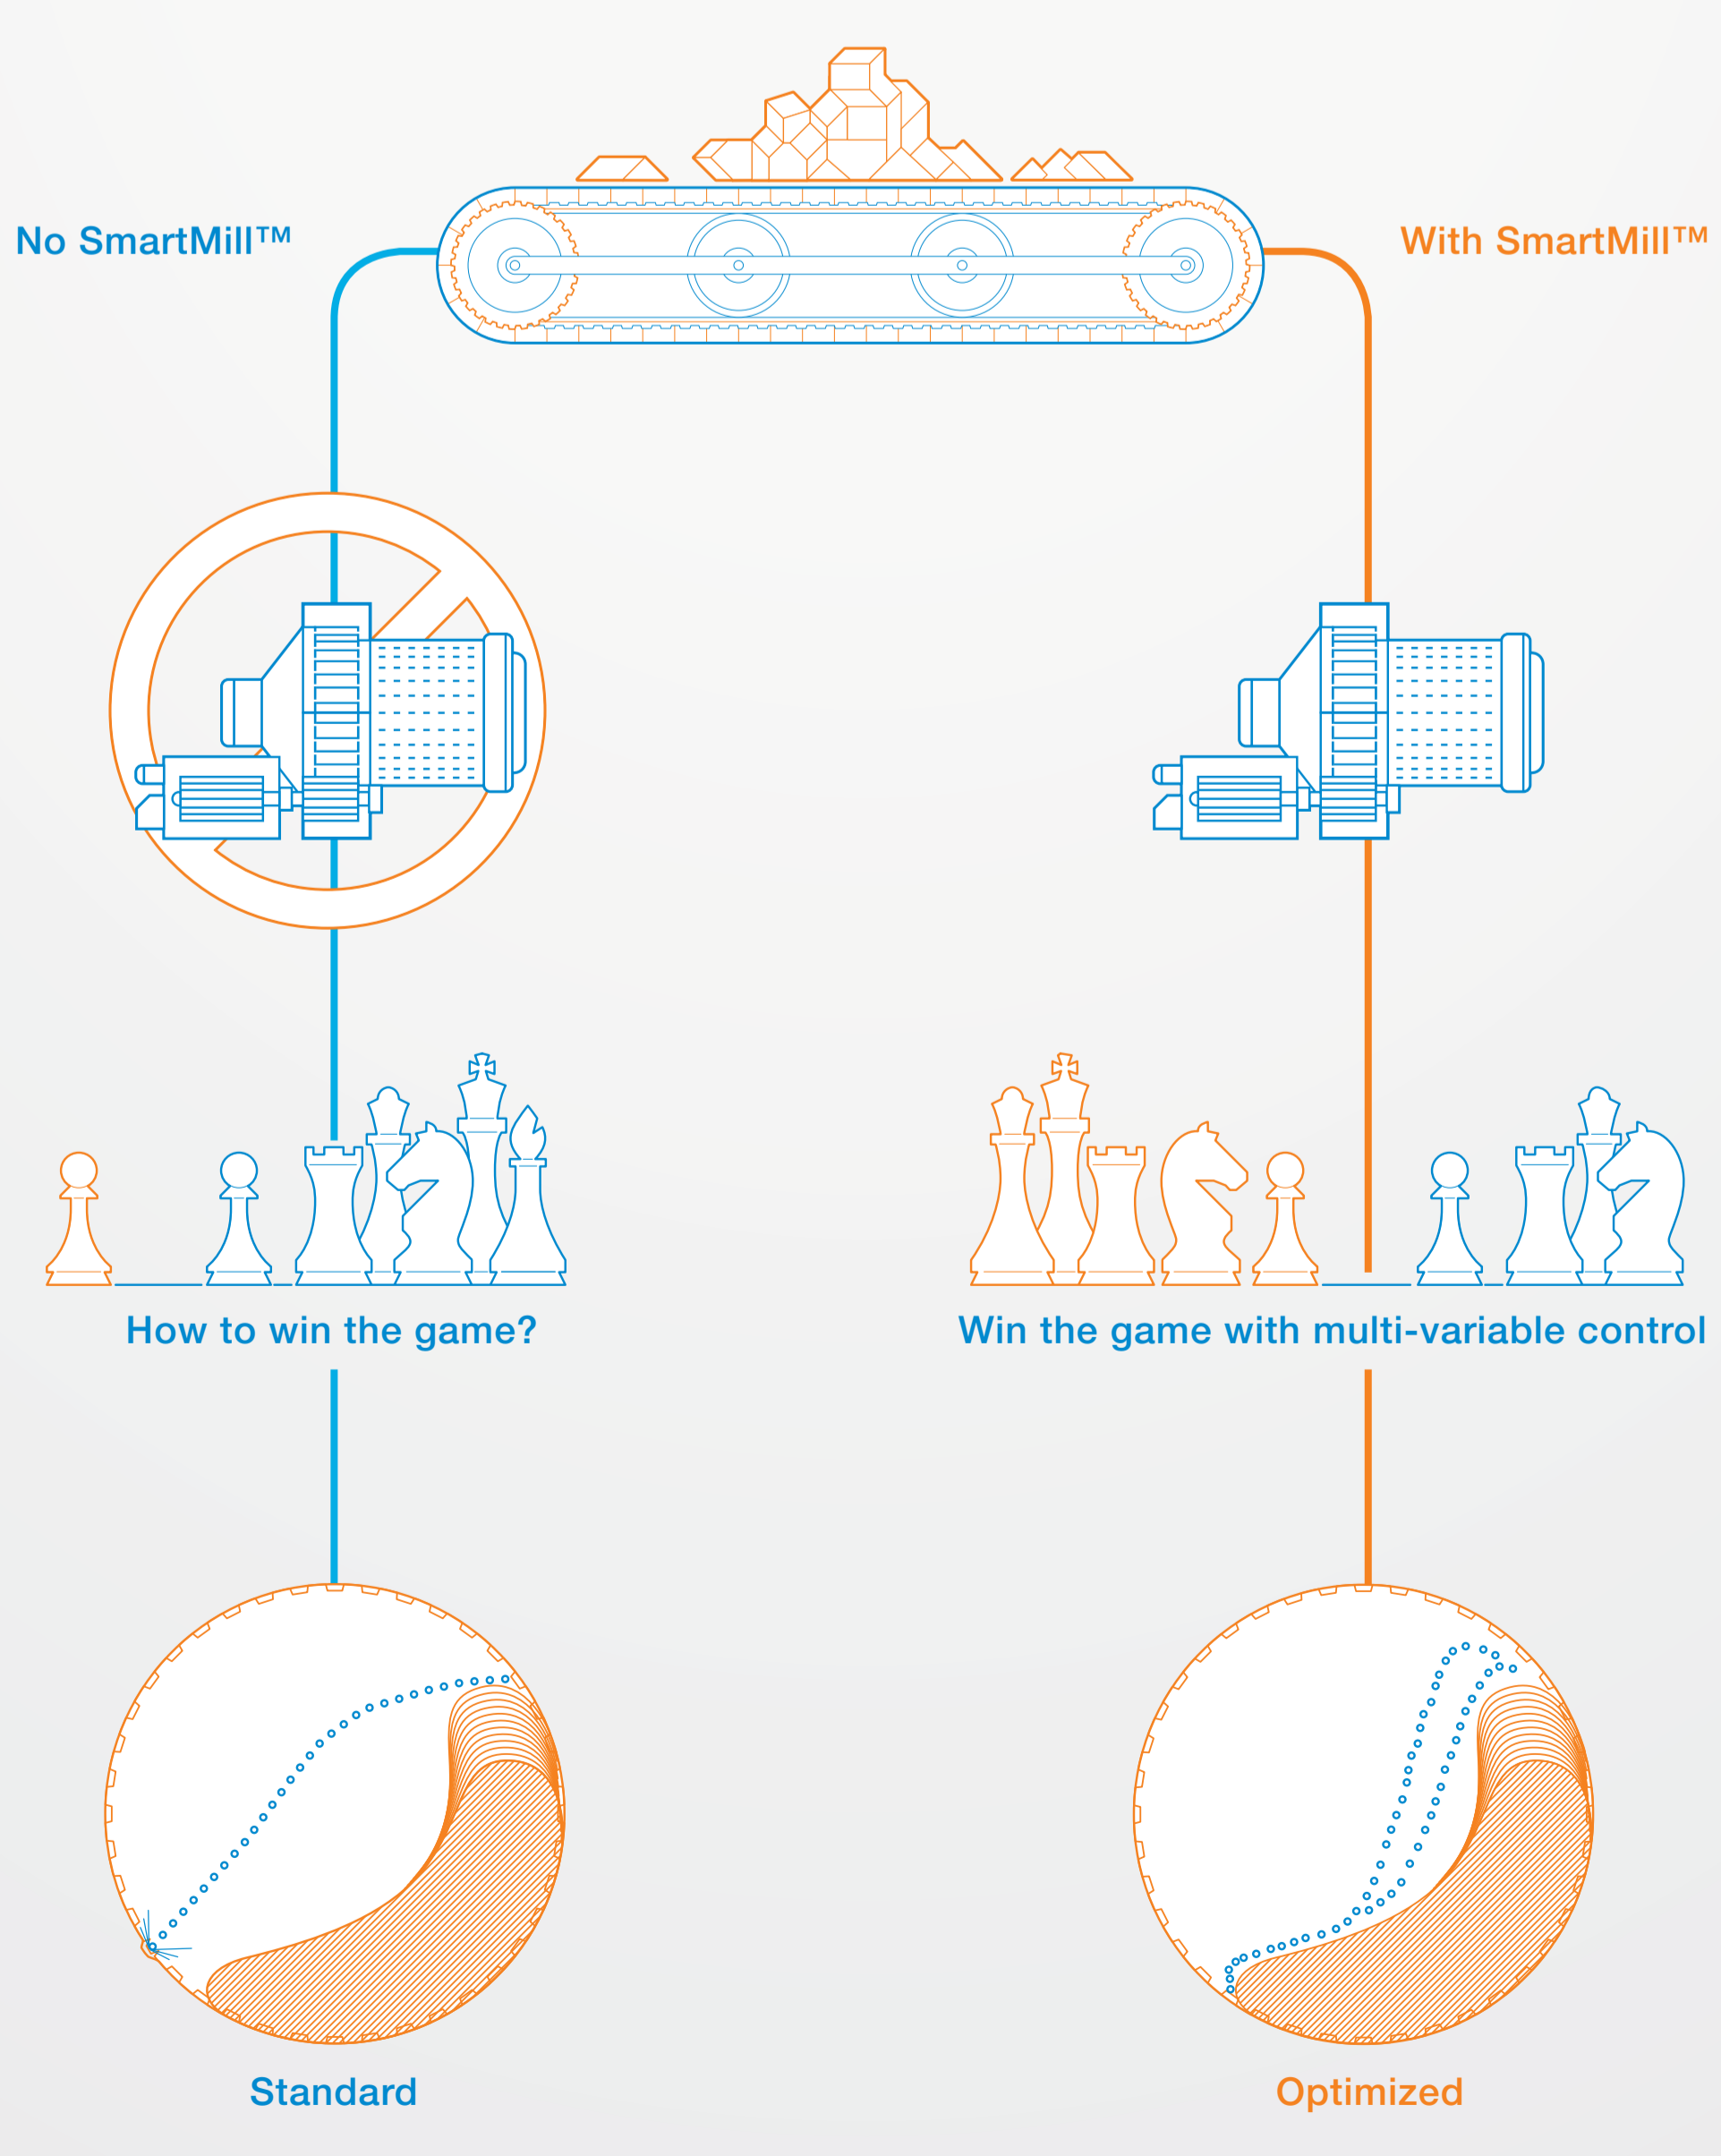 No SmartMill™
With SmartMill™
How to win the game?
Win the game with multi-variable control
Standard
Optimized